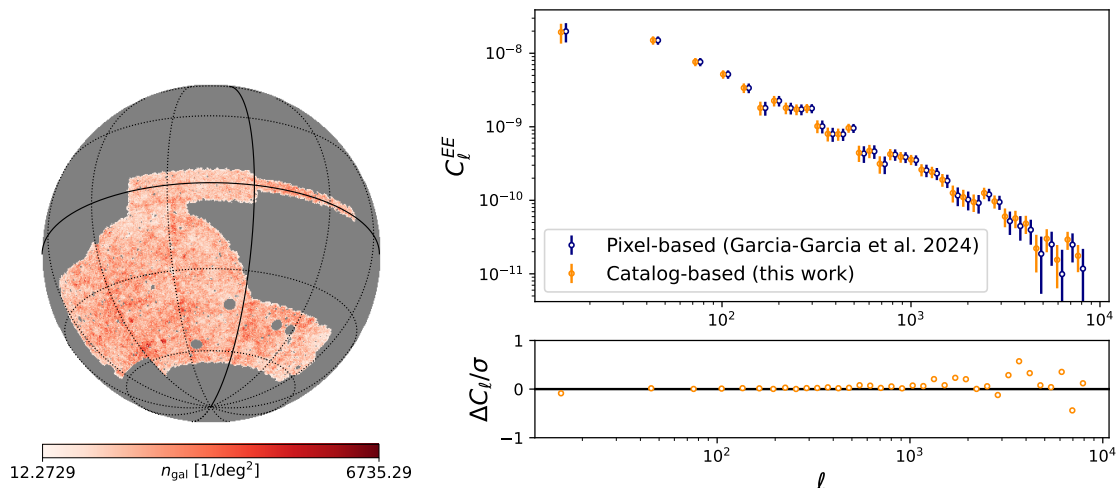 12.2729
n_gal [1/deg²]
6735.29
C_ℓ^EE
10⁻⁸
10⁻⁹
10⁻¹⁰
10⁻¹¹
Pixel-based (Garcia-Garcia et al. 2024)
Catalog-based (this work)
10² 10³ 10⁴
ΔC_ℓ/σ
1
0
−1
10² 10³ 10⁴
ℓ